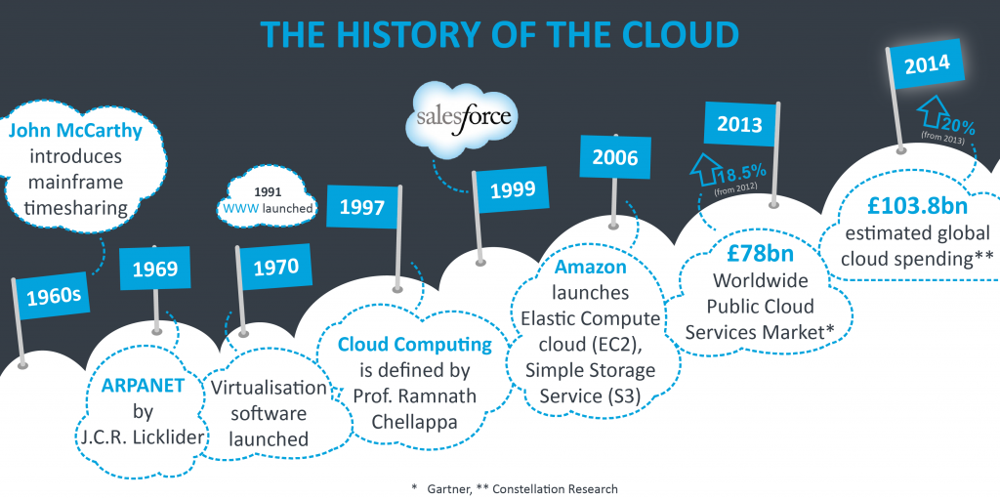 THE HISTORY OF THE CLOUD
John McCarthy
introduces
mainframe
timesharing
1960s
1969
ARPANET
by
J.C.R. Licklider
1970
Virtualisation
software
launched
1991
WWW launched
1997
Cloud Computing
is defined by
Prof. Ramnath
Chellappa
salesforce
1999
2006
Amazon
launches
Elastic Compute
cloud (EC2),
Simple Storage
Service (S3)
2013
18.5%
(from 2012)
£78bn
Worldwide
Public Cloud
Services Market*
2014
20%
(from 2013)
£103.8bn
estimated global
cloud spending**
* Gartner, ** Constellation Research